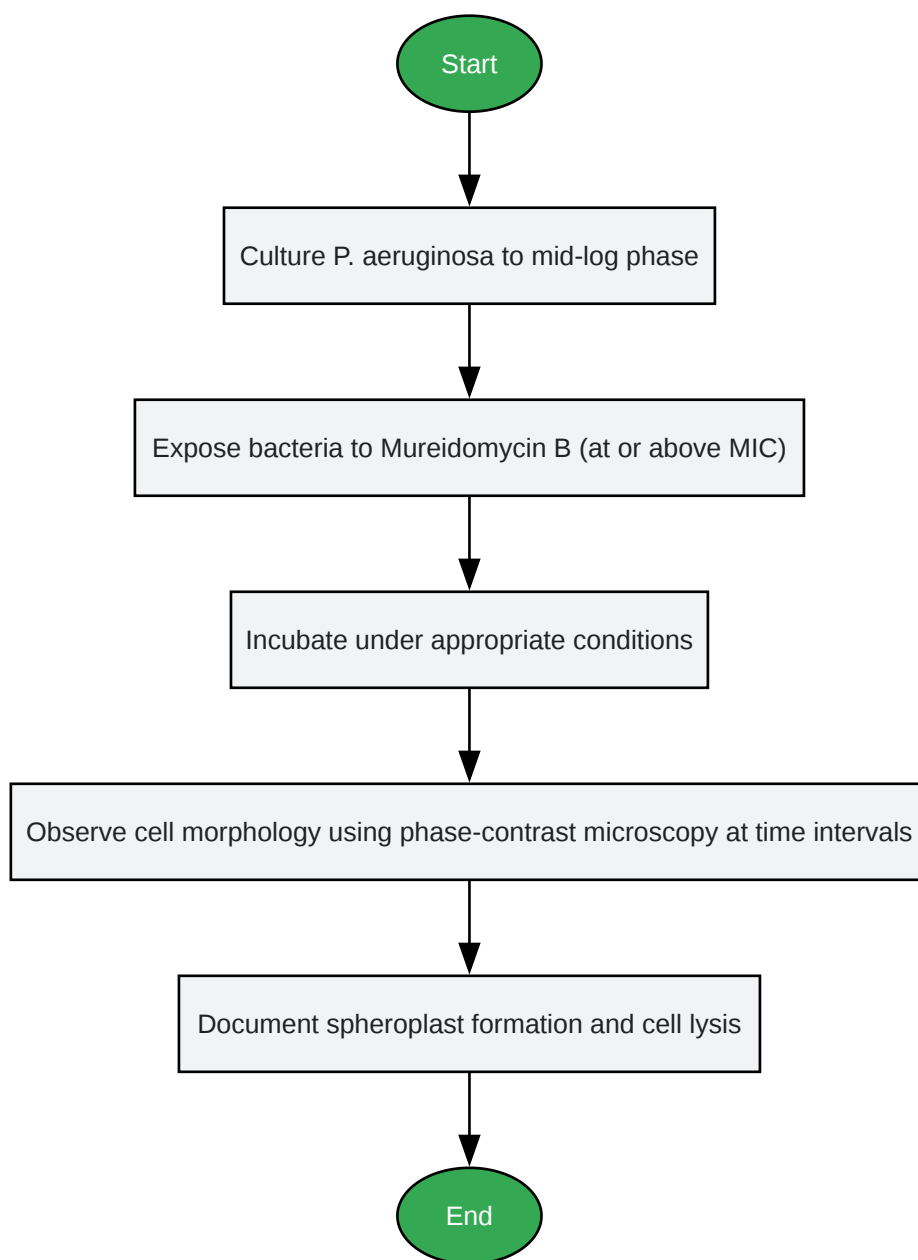 Start
Culture P. aeruginosa to mid-log phase
Expose bacteria to Mureidomycin B (at or above MIC)
Incubate under appropriate conditions
Observe cell morphology using phase-contrast microscopy at time intervals
Document spheroplast formation and cell lysis
End